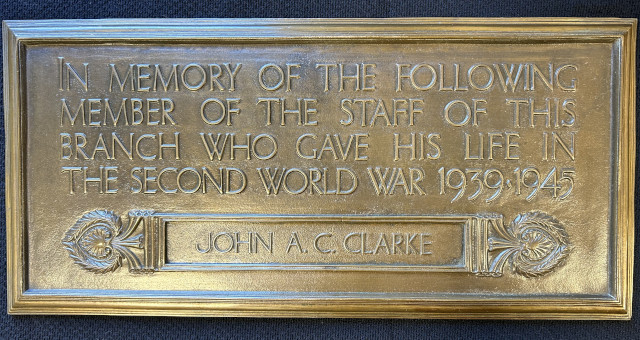 IN MEMORY OF THE FOLLOWING
MEMBER OF THE STAFF OF THIS
BRANCH WHO GAVE HIS LIFE IN
THE SECOND WORLD WAR 1939·1945
JOHN A. C. CLARKE